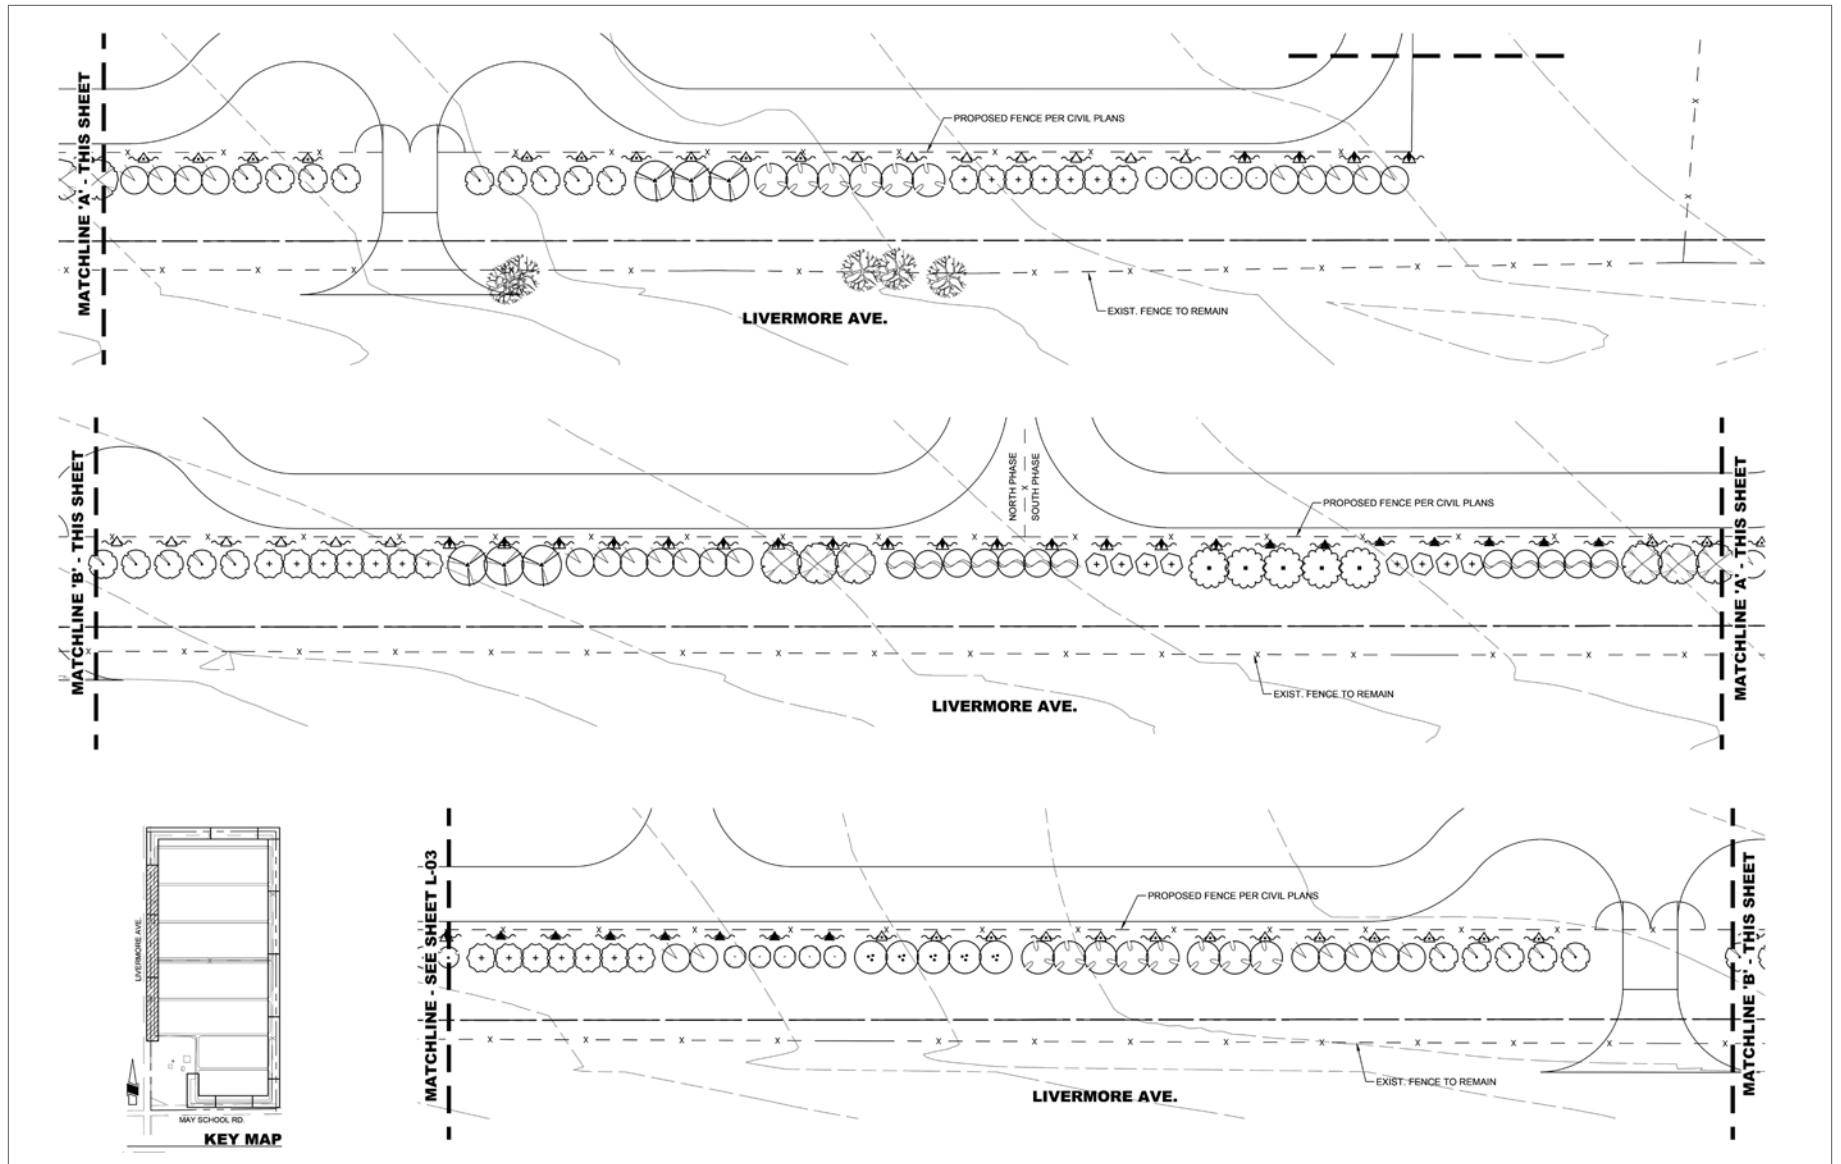 MATCHLINE 'A' - THIS SHEET
PROPOSED FENCE PER CIVIL PLANS
EXIST. FENCE TO REMAIN
LIVERMORE AVE.
MATCHLINE 'B' - THIS SHEET
NORTH PHASE
SOUTH PHASE
PROPOSED FENCE PER CIVIL PLANS
MATCHLINE 'A' - THIS SHEET
EXIST. FENCE TO REMAIN
LIVERMORE AVE.
LIVERMORE AVE.
MAY SCHOOL RD.
KEY MAP
MATCHLINE - SEE SHEET L-03
PROPOSED FENCE PER CIVIL PLANS
MATCHLINE 'B' - THIS SHEET
EXIST. FENCE TO REMAIN
LIVERMORE AVE.